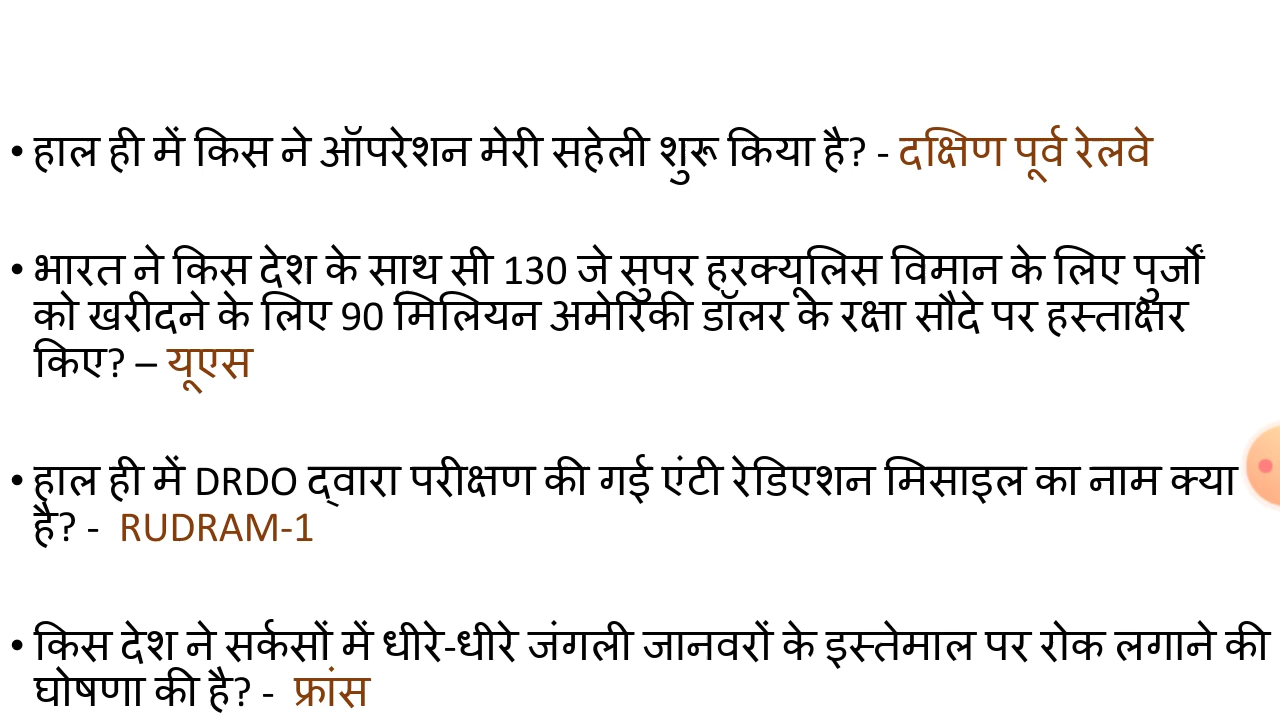 • हाल ही में किस ने ऑपरेशन मेरी सहेली शुरू किया है? - दक्षिण पूर्व रेलवे
• भारत ने किस देश के साथ सी 130 जे सुपर हरक्यूलिस विमान के लिए पुर्जों
को खरीदने के लिए 90 मिलियन अमेरिकी डॉलर के रक्षा सौदे पर हस्ताक्षर
किए? – यूएस
• हाल ही में DRDO द्वारा परीक्षण की गई एंटी रेडिएशन मिसाइल का नाम क्या
है? - RUDRAM-1
• किस देश ने सर्कसों में धीरे-धीरे जंगली जानवरों के इस्तेमाल पर रोक लगाने की
घोषणा की है? - फ्रांस